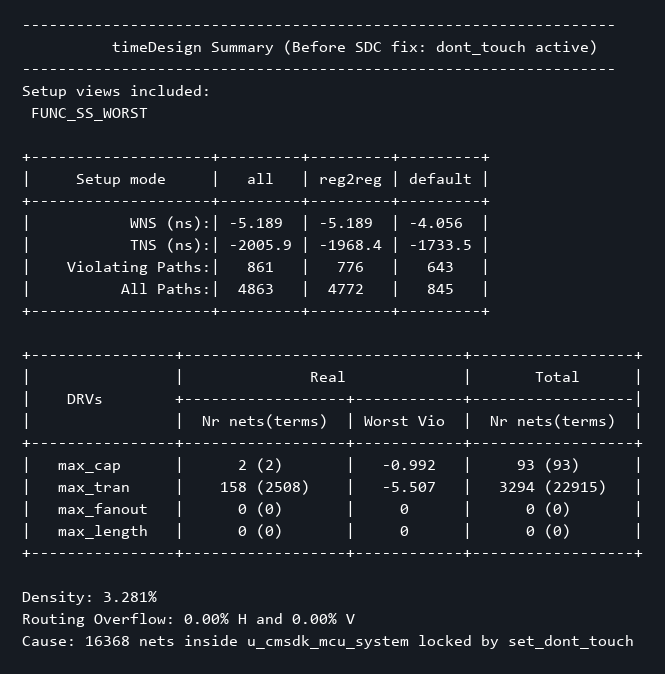 ------------------------------------------------------------------
          timeDesign Summary (Before SDC fix: dont_touch active)
------------------------------------------------------------------
Setup views included:
 FUNC_SS_WORST

+--------------------+---------+---------+---------+
|     Setup mode     |   all   | reg2reg | default |
+--------------------+---------+---------+---------+
|           WNS (ns):| -5.189  | -5.189  | -4.056  |
|           TNS (ns):| -2005.9 | -1968.4 | -1733.5 |
|    Violating Paths:|   861   |   776   |   643   |
|          All Paths:|  4863   |  4772   |   845   |
+--------------------+---------+---------+---------+

+----------------+-------------------------------+------------------+
|                |              Real             |       Total      |
|    DRVs        +------------------+------------+------------------|
|                |  Nr nets(terms)  | Worst Vio  |  Nr nets(terms)  |
+----------------+------------------+------------+------------------+
|   max_cap      |      2 (2)       |   -0.992   |     93 (93)      |
|   max_tran     |    158 (2508)    |   -5.507   |   3294 (22915)   |
|   max_fanout   |      0 (0)       |     0      |      0 (0)       |
|   max_length   |      0 (0)       |     0      |      0 (0)       |
+----------------+------------------+------------+------------------+

Density: 3.281%
Routing Overflow: 0.00% H and 0.00% V
Cause: 16368 nets inside u_cmsdk_mcu_system locked by set_dont_touch